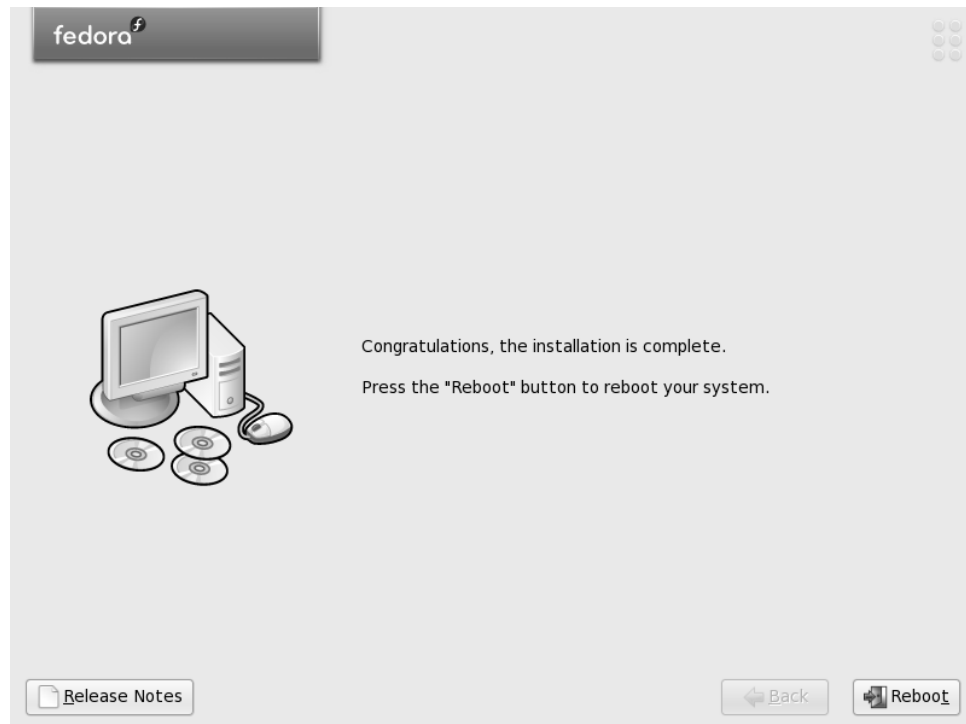 fedora
Congratulations, the installation is complete.
Press the "Reboot" button to reboot your system.
Release Notes
Back
Reboot